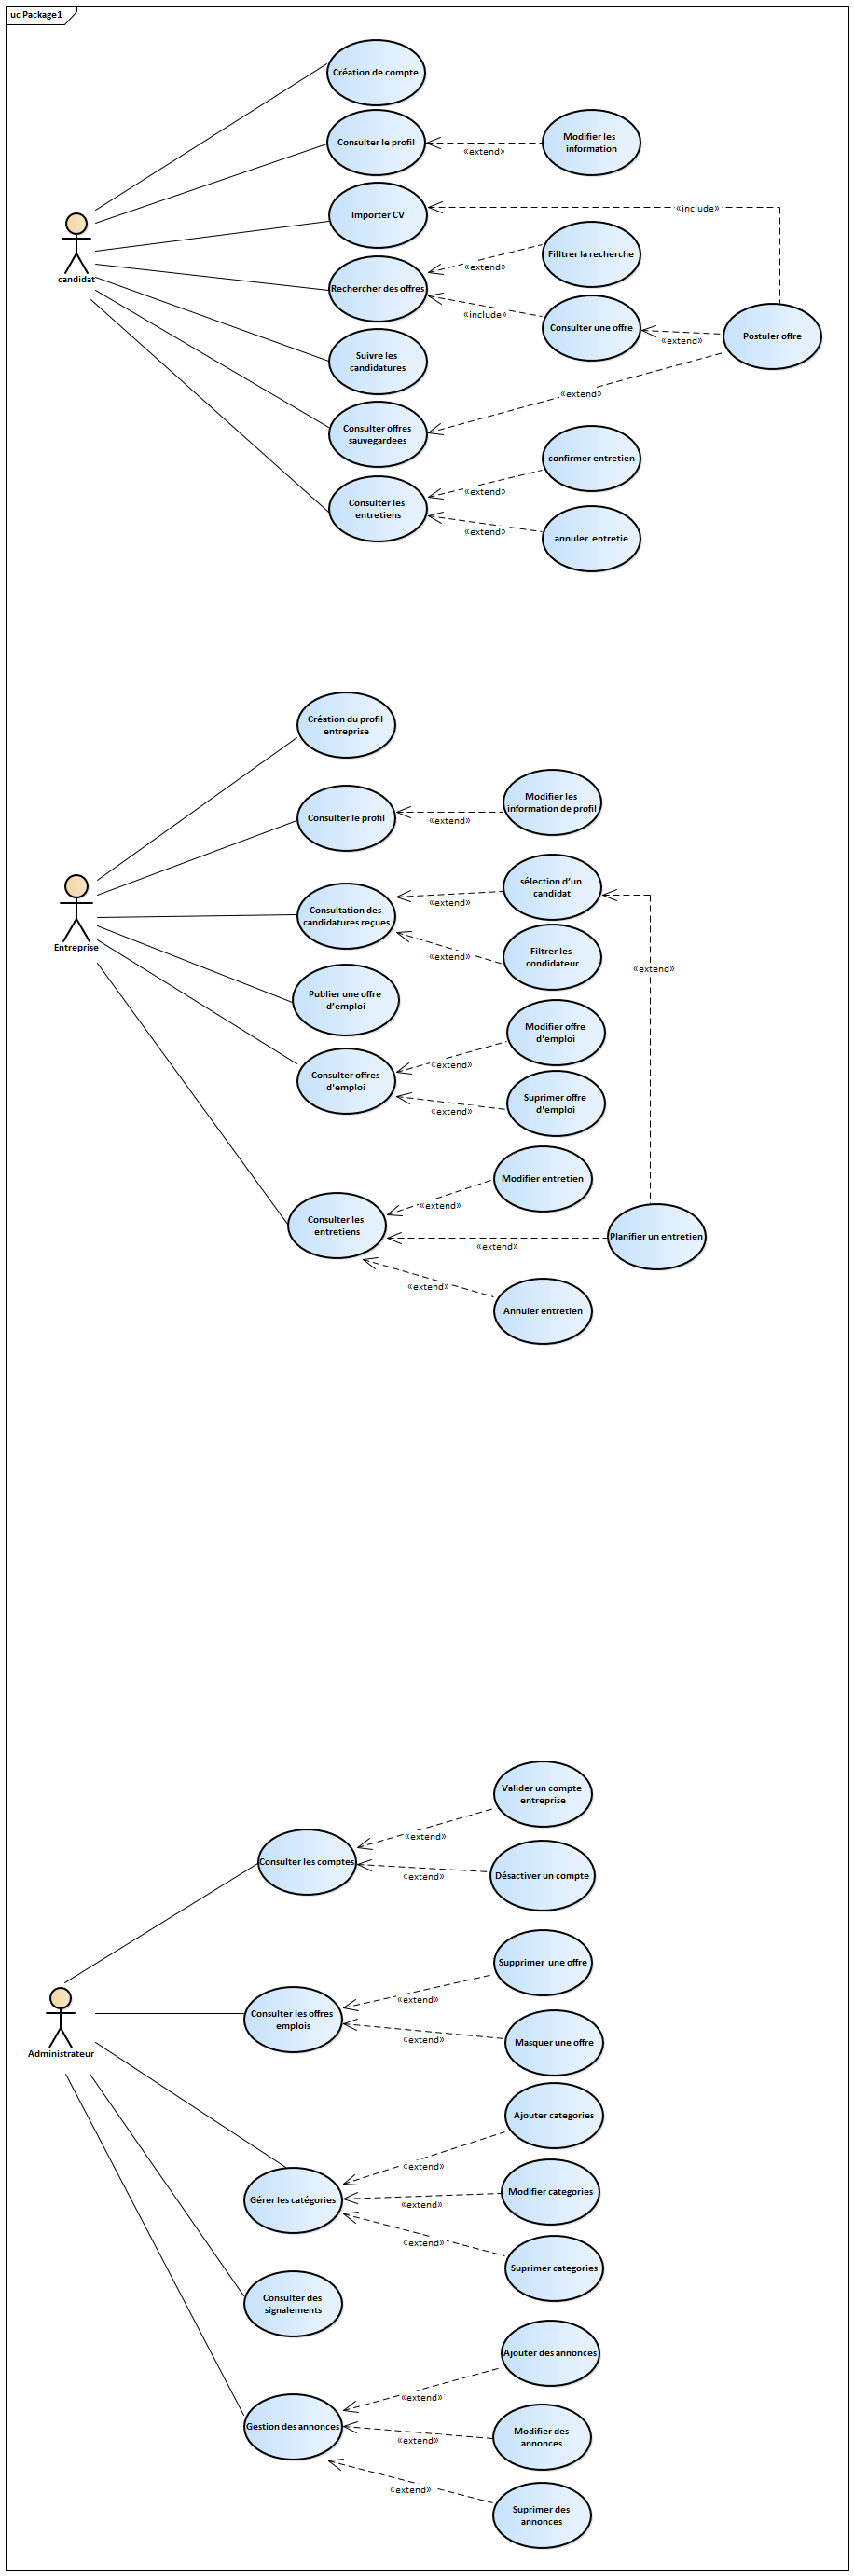 uc Package1
Création de compte
Consulter le profil
«extend»
Modifier les
information
Importer CV
«include»
candidat
Rechercher des offres
«extend»
Filltrer la recherche
«include»
Consulter une offre
«extend»
Postuler offre
Suivre les
candidatures
«extend»
Consulter offres
sauvegardees
confirmer entretien
«extend»
Consulter les
entretiens
«extend»
annuler  entretie
Création du profil
entreprise
Consulter le profil
«extend»
Modifier les
information de profil
Entreprise
Consultation des
candidatures reçues
«extend»
sélection d’un
candidat
«extend»
Filtrer les
condidateur
«extend»
Publier une offre
d’emploi
Modifier offre
d'emploi
«extend»
Consulter offres
d'emploi
«extend»
Suprimer offre
d'emploi
Modifier entretien
«extend»
Consulter les
entretiens
«extend»
Planifier un entretien
«extend»
Annuler entretien
Valider un compte
entreprise
«extend»
Consulter les comptes
«extend»
Désactiver un compte
Administrateur
Supprimer  une offre
«extend»
Consulter les offres
emplois
«extend»
Masquer une offre
Ajouter categories
«extend»
Gérer les catégories
«extend»
Modifier categories
«extend»
Suprimer categories
Consulter des
signalements
Ajouter des annonces
«extend»
Gestion des annonces
«extend»
Modifier des
annonces
«extend»
Suprimer des
annonces